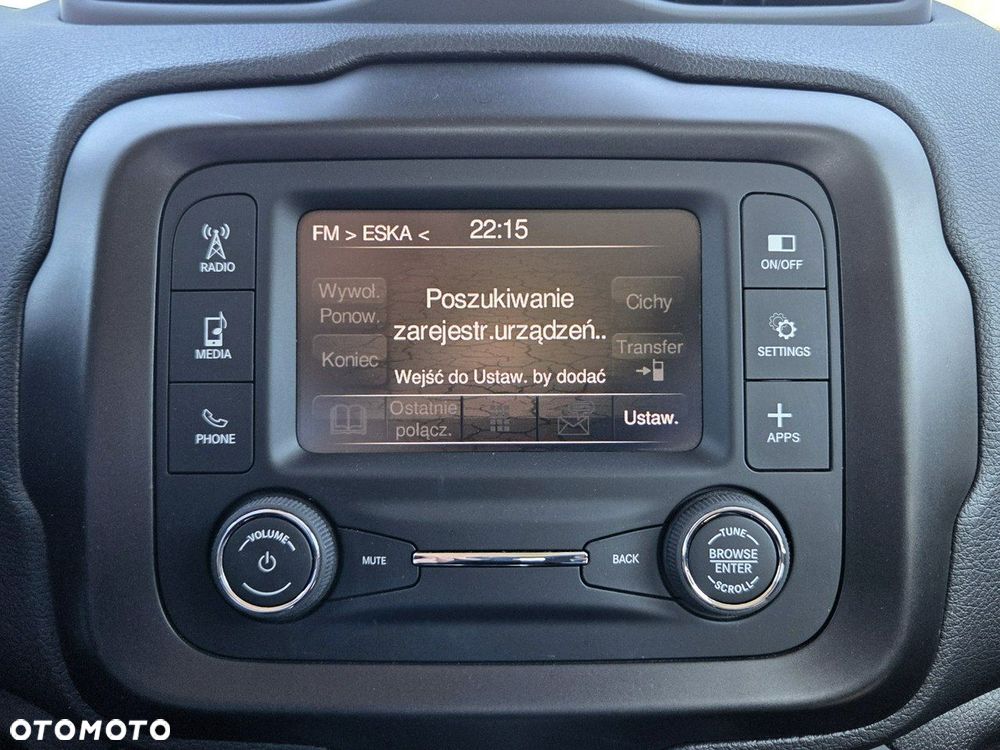 FM > ESKA <
22:15
Wywoł.
Ponow.
Poszukiwanie
zarejestr.urządzeń..
Cichy
Koniec
Transfer
Wejść do Ustaw. by dodać
Ostatnie
połącz.
Ustaw.
RADIO
MEDIA
PHONE
ON/OFF
SETTINGS
APPS
VOLUME
MUTE
BACK
TUNE
BROWSE
ENTER
SCROLL
OTOMOTO